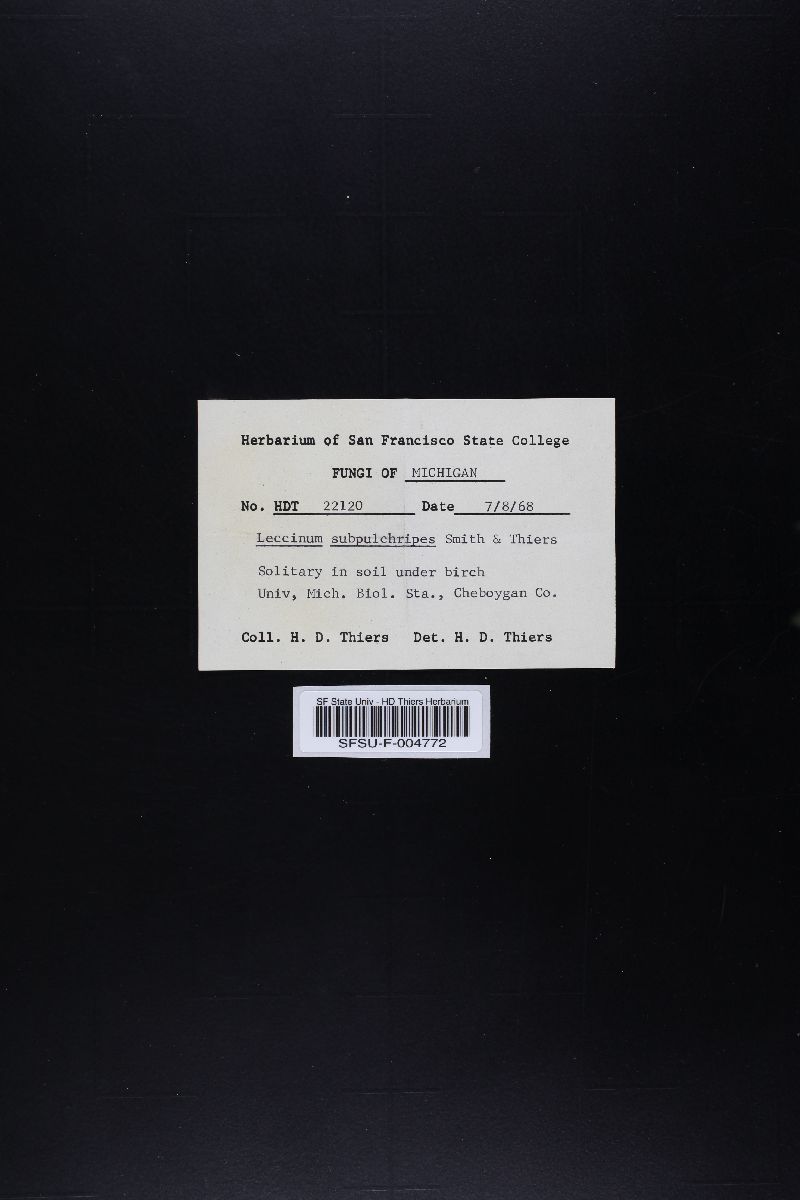 Herbarium of San Francisco State College
FUNGI OF MICHIGAN
No. HDT 22120 Date 7/8/68
Leccinum subpulchripes Smith & Thiers
Solitary in soil under birch
Univ, Mich. Biol. Sta., Cheboygan Co.
Coll. H. D. Thiers Det. H. D. Thiers
SF State Univ - HD Thiers Herbarium
SFSU-F-004772